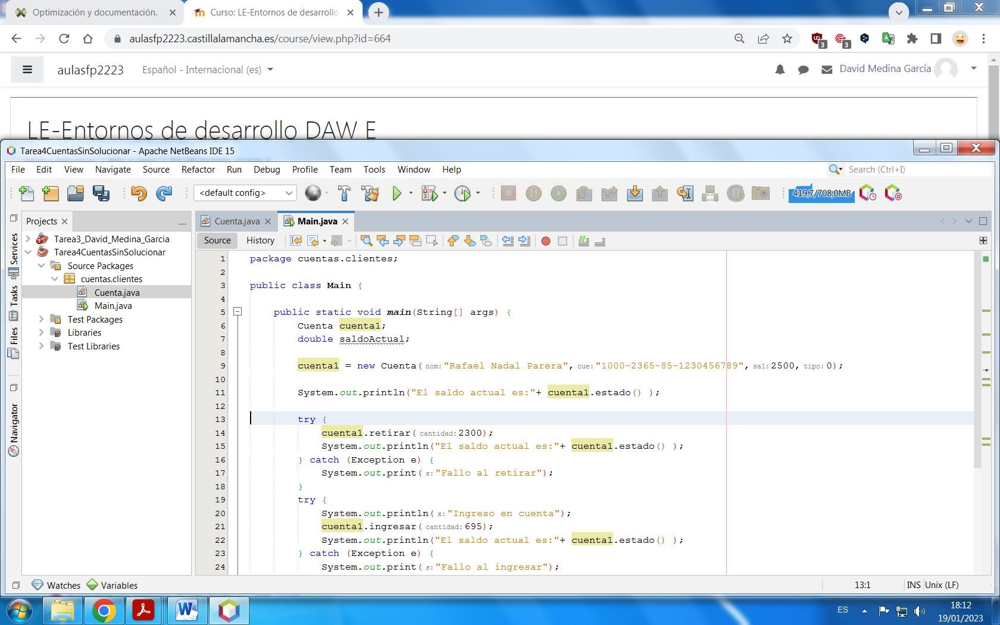 Optimización y documentación.
Curso: LE-Entornos de desarrollo
aulasfp2223.castillalamancha.es/course/view.php?id=664
3
3
aulasfp2223
Español - Internacional (es)
David Medina García
LE-Entornos de desarrollo DAW E
Tarea4CuentasSinSolucionar - Apache NetBeans IDE 15
File Edit View Navigate Source Refactor Run Debug Profile Team Tools Window Help
Search (Ctrl+I)
<default config>
419,7/708,0MB
Projects
Cuenta.java
Main.java
Source History
Services
Tasks
Files
Navigator
Tarea3_David_Medina_Garcia
Tarea4CuentasSinSolucionar
Source Packages
cuentas.clientes
Cuenta.java
Main.java
Test Packages
Libraries
Test Libraries
1 package cuentas.clientes;
2
3 public class Main {
4
5 public static void main(String[] args) {
6 Cuenta cuenta1;
7 double saldoActual;
8
9 cuenta1 = new Cuenta( nom: "Rafael Nadal Parera", cue: "1000-2365-85-1230456789", sal: 2500, tipo: 0);
10
11 System.out.println("El saldo actual es:"+ cuenta1.estado() );
12
13 try {
14 cuenta1.retirar( cantidad: 2300);
15 System.out.println("El saldo actual es:"+ cuenta1.estado() );
16 } catch (Exception e) {
17 System.out.print( s: "Fallo al retirar");
18 }
19 try {
20 System.out.println( x: "Ingreso en cuenta");
21 cuenta1.ingresar( cantidad: 695);
22 System.out.println("El saldo actual es:"+ cuenta1.estado() );
23 } catch (Exception e) {
24 System.out.print( s: "Fallo al ingresar");
Watches Variables
13:1 INS Unix (LF)
ES
18:12
19/01/2023